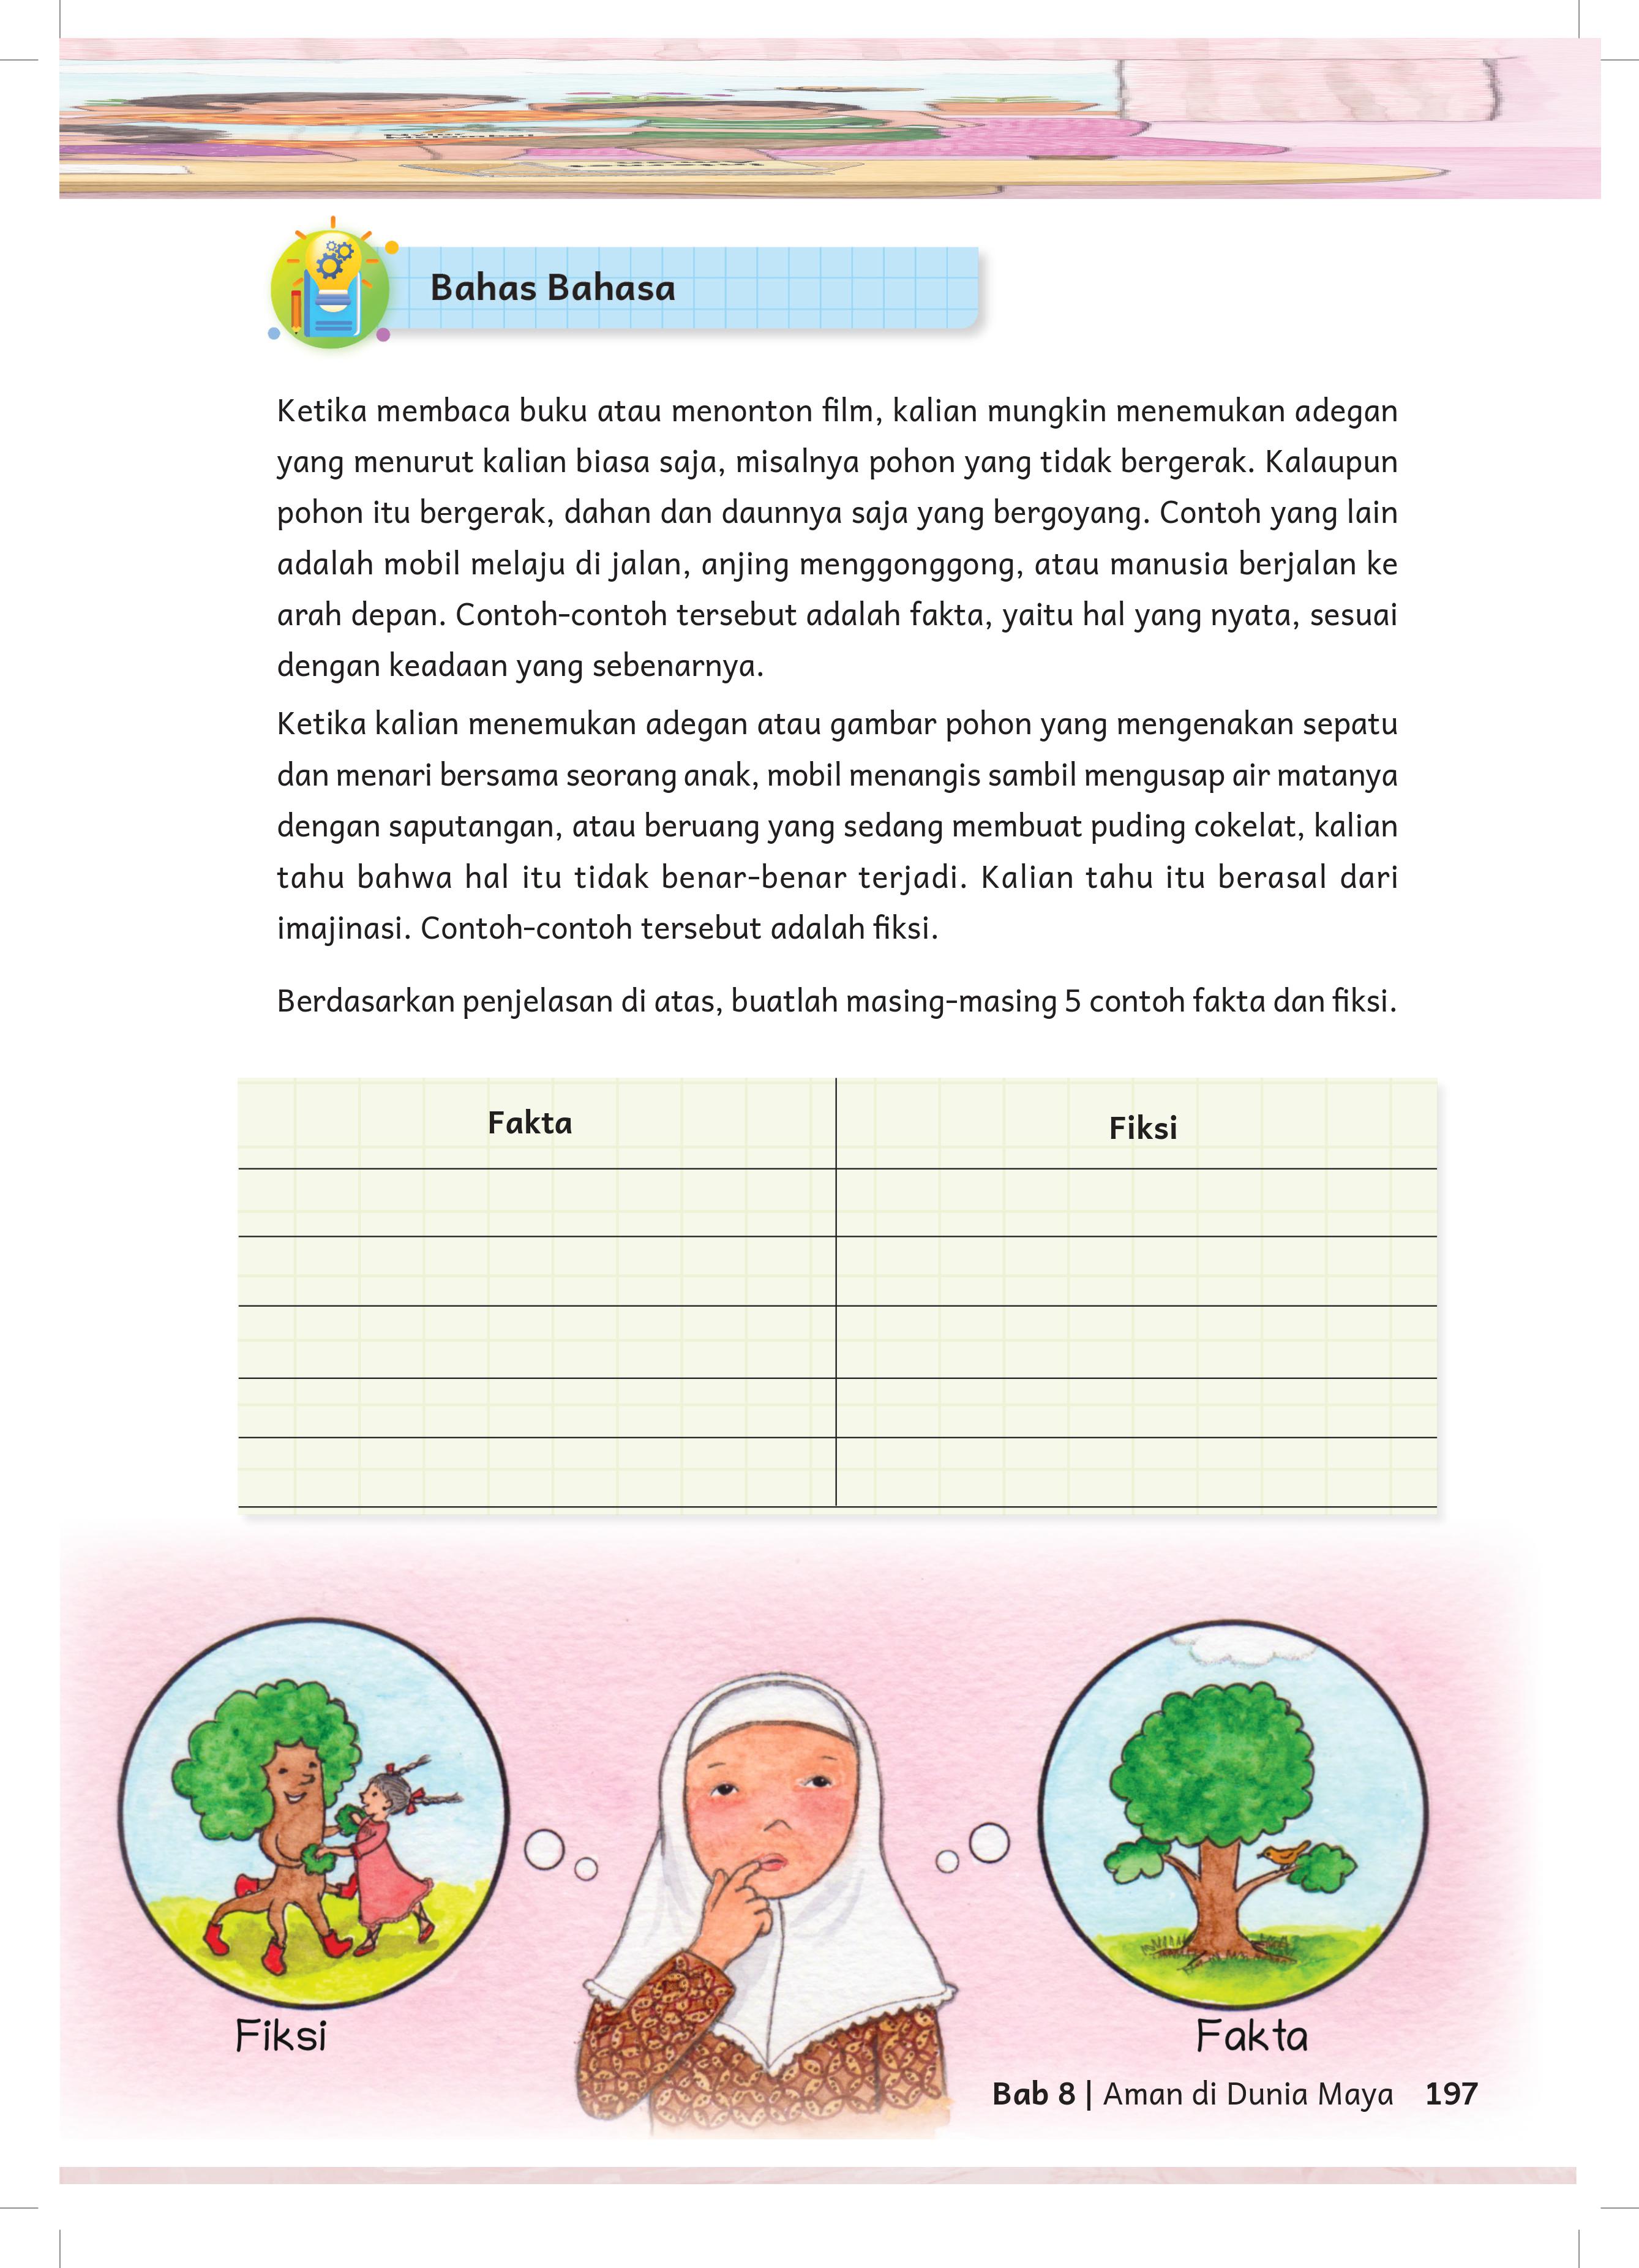 Bahas Bahasa
Ketika membaca buku atau menonton film, kalian mungkin menemukan adegan
yang menurut kalian biasa saja, misalnya pohon yang tidak bergerak. Kalaupun
pohon itu bergerak, dahan dan daunnya saja yang bergoyang. Contoh yang lain
adalah mobil melaju di jalan, anjing menggonggong, atau manusia berjalan ke
arah depan. Contoh-contoh tersebut adalah fakta, yaitu hal yang nyata, sesuai
dengan keadaan yang sebenarnya.
Ketika kalian menemukan adegan atau gambar pohon yang mengenakan sepatu
dan menari bersama seorang anak, mobil menangis sambil mengusap air matanya
dengan saputangan, atau beruang yang sedang membuat puding cokelat, kalian
tahu bahwa hal itu tidak benar-benar terjadi. Kalian tahu itu berasal dari
imajinasi. Contoh-contoh tersebut adalah fiksi.
Berdasarkan penjelasan di atas, buatlah masing-masing 5 contoh fakta dan fiksi.
Fakta
Fiksi
Fiksi
Fakta
Bab 8 | Aman di Dunia Maya 197